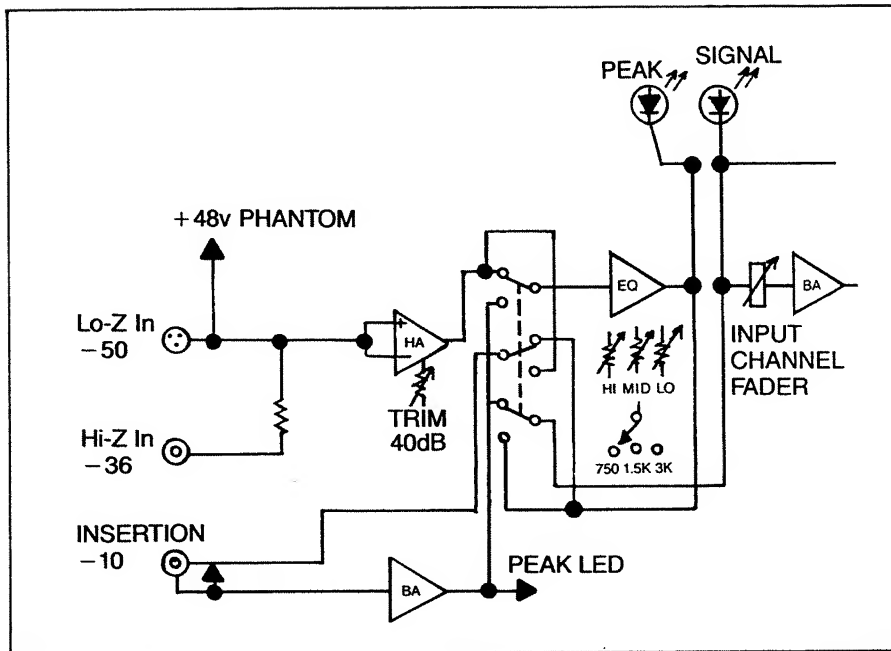 PEAK
SIGNAL
+48v PHANTOM
Lo-Z In
−50
HA
EQ
BA
TRIM
40dB
HI MID LO
INPUT
CHANNEL
FADER
Hi-Z In
−36
750 1.5K 3K
INSERTION
−10
BA
PEAK LED